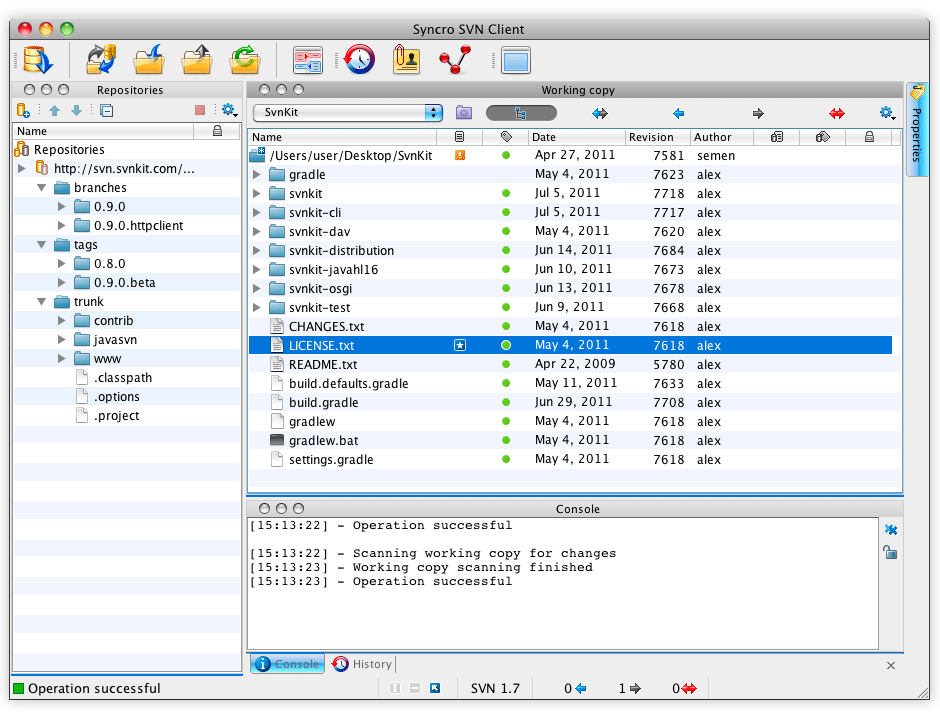 Syncro SVN Client
Repositories
Name
Repositories
http://svn.svnkit.com/...
branches
0.9.0
0.9.0.httpclient
tags
0.8.0
0.9.0.beta
trunk
contrib
javasvn
www
.classpath
.options
.project
Working copy
SvnKit
Name Date Revision Author
/Users/user/Desktop/SvnKit Apr 27, 2011 7581 semen
gradle May 4, 2011 7623 alex
svnkit Jul 5, 2011 7718 alex
svnkit-cli Jul 5, 2011 7717 alex
svnkit-dav May 4, 2011 7620 alex
svnkit-distribution Jun 14, 2011 7684 alex
svnkit-javahl16 Jun 10, 2011 7673 alex
svnkit-osgi Jun 13, 2011 7678 alex
svnkit-test Jun 9, 2011 7668 alex
CHANGES.txt May 4, 2011 7618 alex
LICENSE.txt May 4, 2011 7618 alex
README.txt Apr 22, 2009 5780 alex
build.defaults.gradle May 11, 2011 7633 alex
build.gradle Jun 29, 2011 7708 alex
gradlew May 4, 2011 7618 alex
gradlew.bat May 4, 2011 7618 alex
settings.gradle May 4, 2011 7618 alex
Properties
Console
[15:13:22] - Operation successful
[15:13:22] - Scanning working copy for changes
[15:13:23] - Working copy scanning finished
[15:13:23] - Operation successful
Console History
Operation successful SVN 1.7 0 1 0